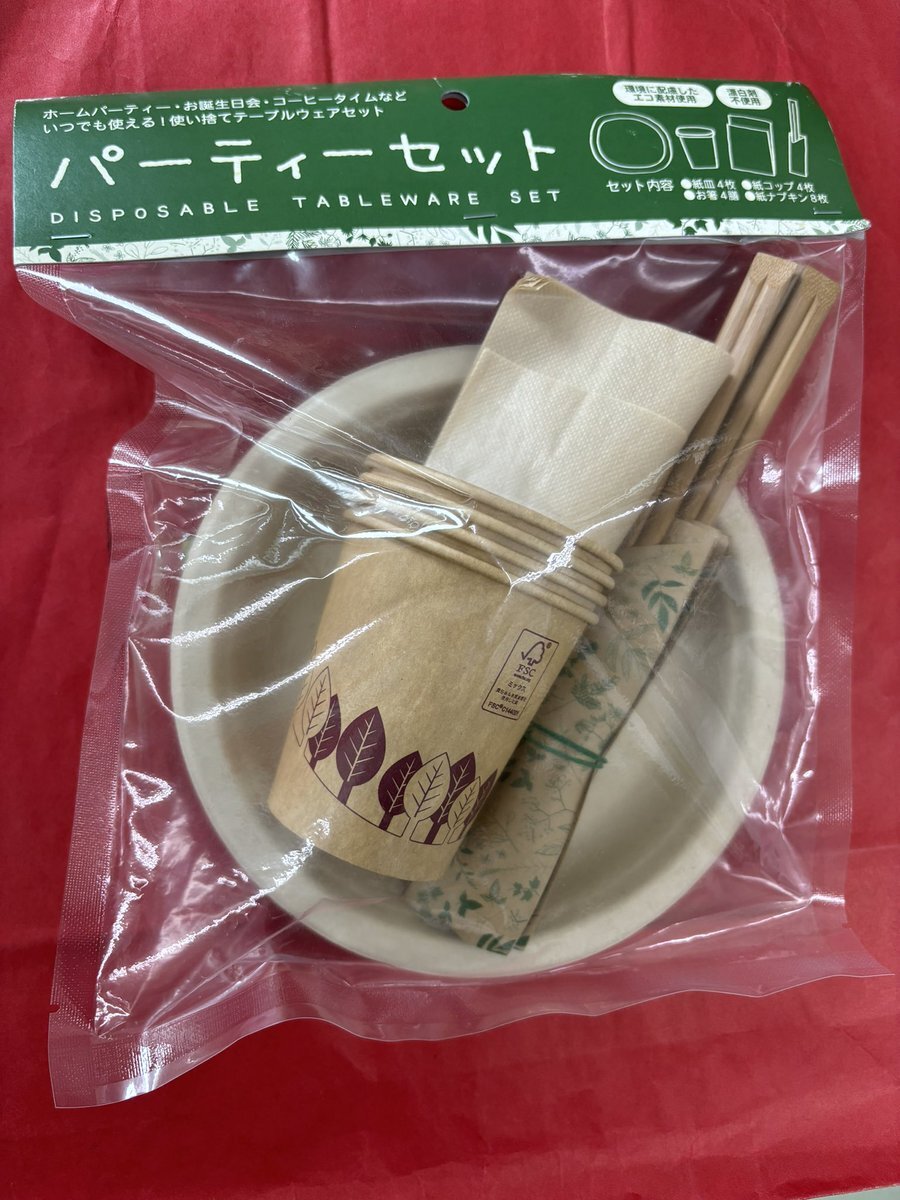 ホームパーティー・お誕生日会・コーヒータイムなど
いつでも使える！使い捨てテーブルウェアセット
パーティーセット
DISPOSABLE TABLEWARE SET
環境に配慮した
エコ素材使用
漂白剤
不使用
セット内容 ●紙皿4枚 ●紙コップ4枚
●お箸4膳 ●紙ナプキン8枚
FSC
ミックス